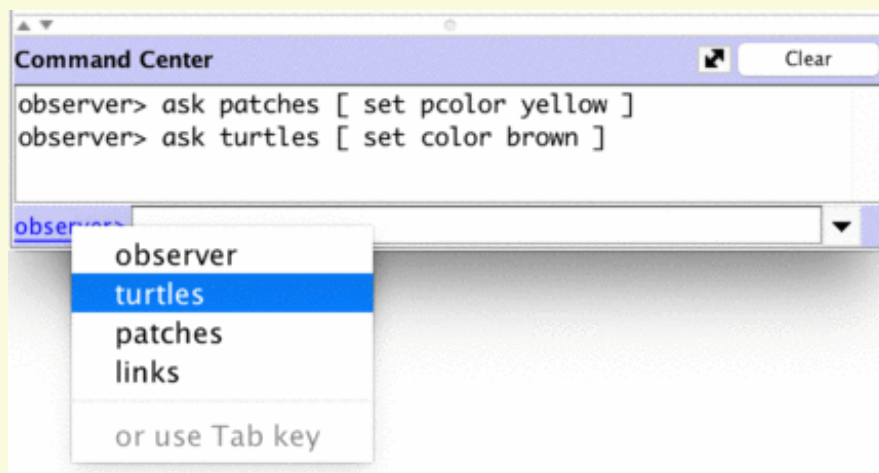 Command Center Clear
observer> ask patches [ set pcolor yellow ]
observer> ask turtles [ set color brown ]
observer>
observer
turtles
patches
links
or use Tab key